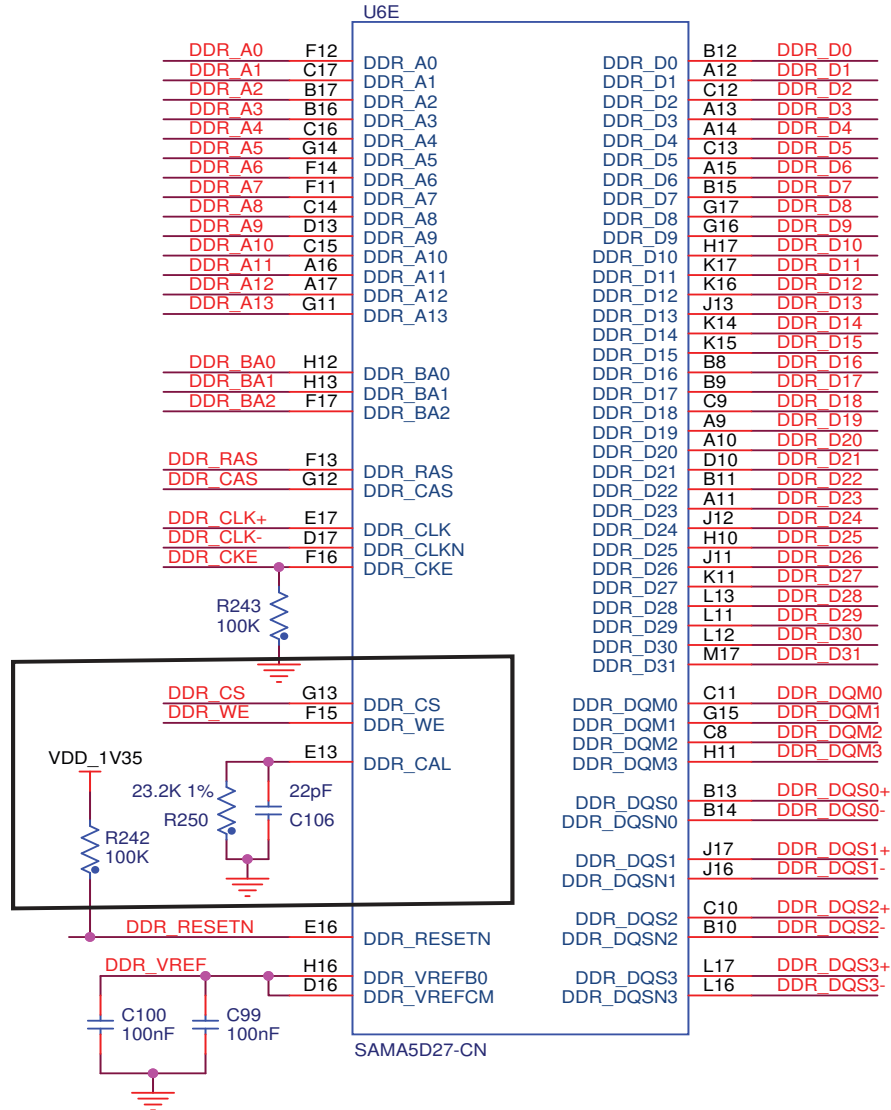 U6E
DDR_A0 F12 DDR_A0
DDR_A1 C17 DDR_A1
DDR_A2 B17 DDR_A2
DDR_A3 B16 DDR_A3
DDR_A4 C16 DDR_A4
DDR_A5 G14 DDR_A5
DDR_A6 F14 DDR_A6
DDR_A7 F11 DDR_A7
DDR_A8 C14 DDR_A8
DDR_A9 D13 DDR_A9
DDR_A10 C15 DDR_A10
DDR_A11 A16 DDR_A11
DDR_A12 A17 DDR_A12
DDR_A13 G11 DDR_A13
DDR_BA0 H12 DDR_BA0
DDR_BA1 H13 DDR_BA1
DDR_BA2 F17 DDR_BA2
DDR_RAS F13 DDR_RAS
DDR_CAS G12 DDR_CAS
DDR_CLK+ E17 DDR_CLK
DDR_CLK- D17 DDR_CLKN
DDR_CKE F16 DDR_CKE
R243
100K
DDR_CS G13 DDR_CS
DDR_WE F15 DDR_WE
E13 DDR_CAL
VDD_1V35
23.2K 1%
R250
22pF
C106
R242
100K
DDR_RESETN E16 DDR_RESETN
DDR_VREF H16 DDR_VREFB0
D16 DDR_VREFCM
C100
100nF
C99
100nF
DDR_D0 B12 DDR_D0
DDR_D1 A12 DDR_D1
DDR_D2 C12 DDR_D2
DDR_D3 A13 DDR_D3
DDR_D4 A14 DDR_D4
DDR_D5 C13 DDR_D5
DDR_D6 A15 DDR_D6
DDR_D7 B15 DDR_D7
DDR_D8 G17 DDR_D8
DDR_D9 G16 DDR_D9
DDR_D10 H17 DDR_D10
DDR_D11 K17 DDR_D11
DDR_D12 K16 DDR_D12
DDR_D13 J13 DDR_D13
DDR_D14 K14 DDR_D14
DDR_D15 K15 DDR_D15
DDR_D16 B8 DDR_D16
DDR_D17 B9 DDR_D17
DDR_D18 C9 DDR_D18
DDR_D19 A9 DDR_D19
DDR_D20 A10 DDR_D20
DDR_D21 D10 DDR_D21
DDR_D22 B11 DDR_D22
DDR_D23 A11 DDR_D23
DDR_D24 J12 DDR_D24
DDR_D25 H10 DDR_D25
DDR_D26 J11 DDR_D26
DDR_D27 K11 DDR_D27
DDR_D28 L13 DDR_D28
DDR_D29 L11 DDR_D29
DDR_D30 L12 DDR_D30
DDR_D31 M17 DDR_D31
DDR_DQM0 C11 DDR_DQM0
DDR_DQM1 G15 DDR_DQM1
DDR_DQM2 C8 DDR_DQM2
DDR_DQM3 H11 DDR_DQM3
DDR_DQS0 B13 DDR_DQS0+
DDR_DQSN0 B14 DDR_DQS0-
DDR_DQS1 J17 DDR_DQS1+
DDR_DQSN1 J16 DDR_DQS1-
DDR_DQS2 C10 DDR_DQS2+
DDR_DQSN2 B10 DDR_DQS2-
DDR_DQS3 L17 DDR_DQS3+
DDR_DQSN3 L16 DDR_DQS3-
SAMA5D27-CN